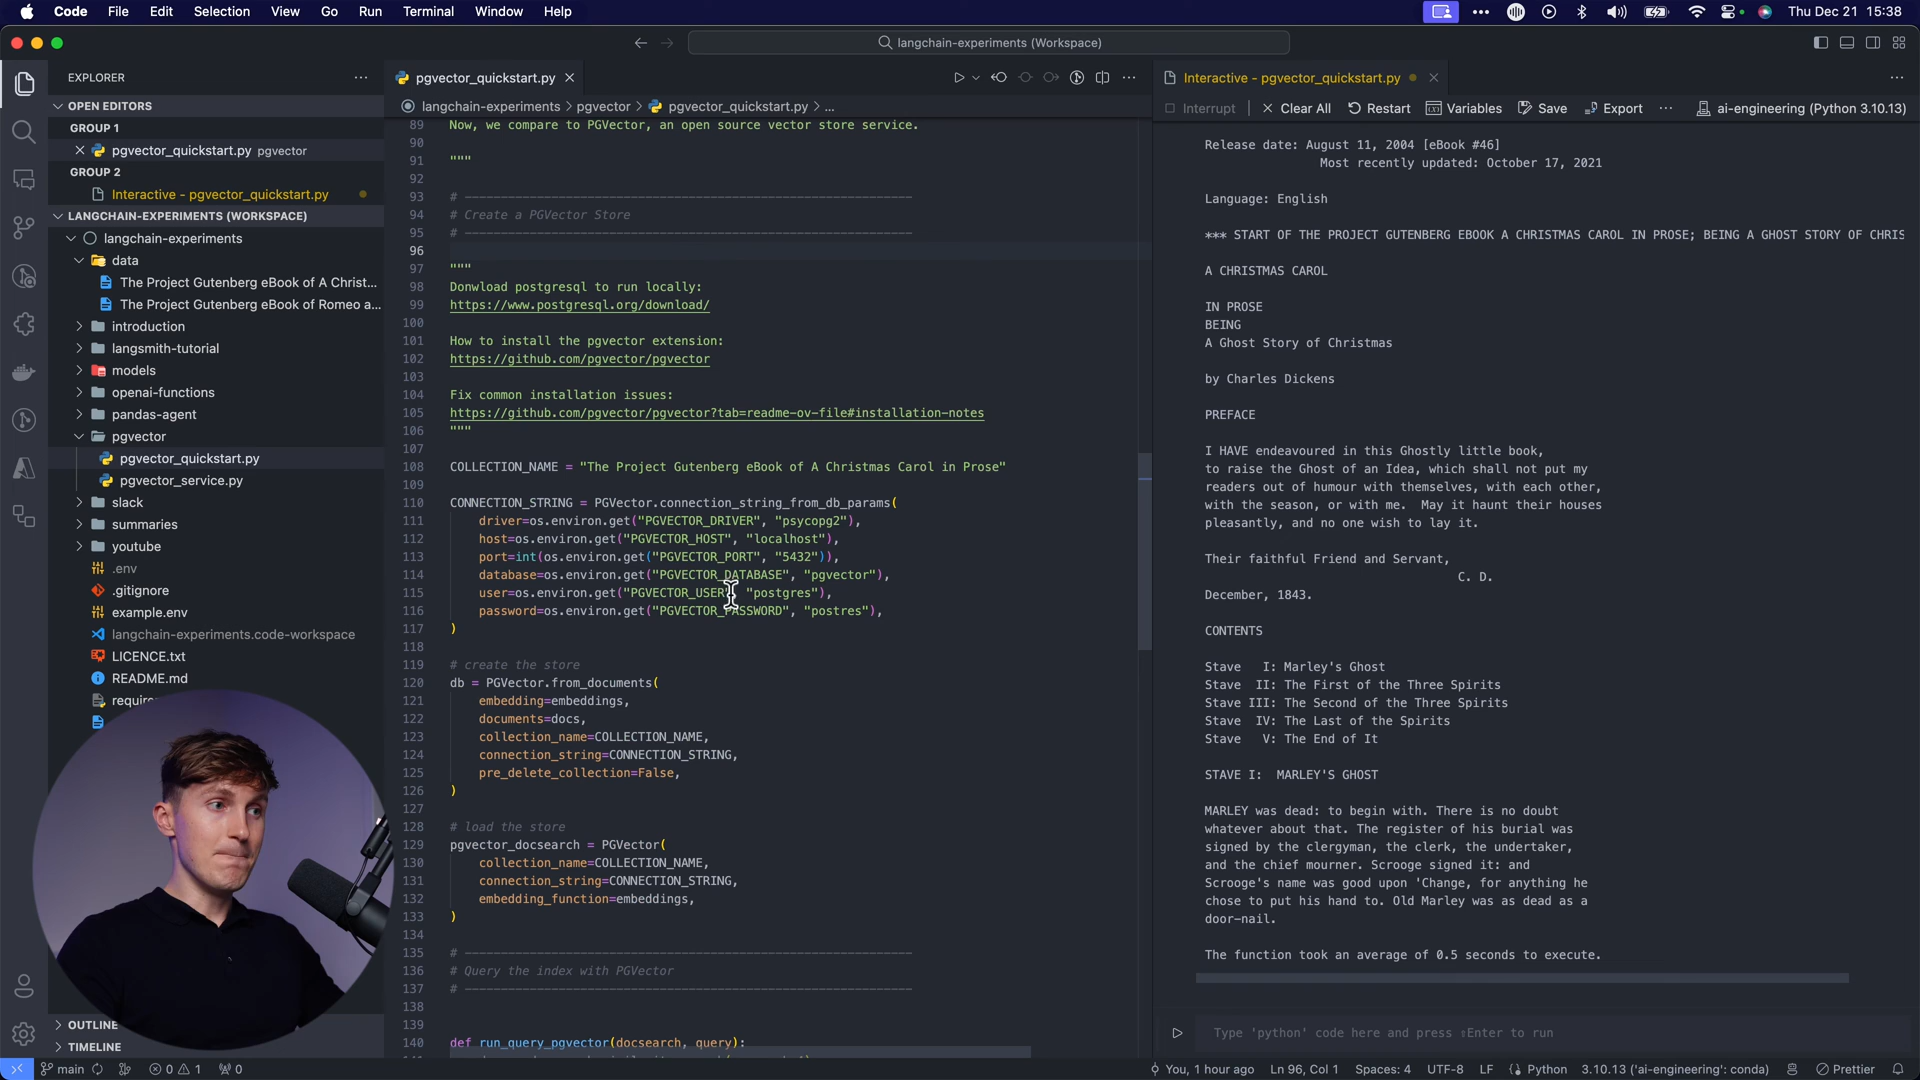 Code File Edit Selection View Go Run Terminal Window Help
Thu Dec 21 15:38
langchain-experiments (Workspace)
EXPLORER
OPEN EDITORS
GROUP 1
pgvector_quickstart.py pgvector
GROUP 2
Interactive - pgvector_quickstart.py
LANGCHAIN-EXPERIMENTS (WORKSPACE)
langchain-experiments
data
The Project Gutenberg eBook of A Christ...
The Project Gutenberg eBook of Romeo a...
introduction
langsmith-tutorial
models
openai-functions
pandas-agent
pgvector
pgvector_quickstart.py
pgvector_service.py
slack
summaries
youtube
.env
.gitignore
example.env
langchain-experiments.code-workspace
LICENCE.txt
README.md
OUTLINE
TIMELINE
pgvector_quickstart.py
langchain-experiments > pgvector > pgvector_quickstart.py > ...
89 Now, we compare to PGVector, an open source vector store service.
90
91 """
92
93 # ——————————————————————————————
94 # Create a PGVector Store
95 # ——————————————————————————————
96
97 """
98 Donwload postgresql to run locally:
99 https://www.postgresql.org/download/
100
101 How to install the pgvector extension:
102 https://github.com/pgvector/pgvector
103
104 Fix common installation issues:
105 https://github.com/pgvector/pgvector?tab=readme-ov-file#installation-notes
106 """
107
108 COLLECTION_NAME = "The Project Gutenberg eBook of A Christmas Carol in Prose"
109
110 CONNECTION_STRING = PGVector.connection_string_from_db_params(
111 driver=os.environ.get("PGVECTOR_DRIVER", "psycopg2"),
112 host=os.environ.get("PGVECTOR_HOST", "localhost"),
113 port=int(os.environ.get("PGVECTOR_PORT", "5432")),
114 database=os.environ.get("PGVECTOR_DATABASE", "pgvector"),
115 user=os.environ.get("PGVECTOR_USER", "postgres"),
116 password=os.environ.get("PGVECTOR_PASSWORD", "postres"),
117 )
118
119 # create the store
120 db = PGVector.from_documents(
121 embedding=embeddings,
122 documents=docs,
123 collection_name=COLLECTION_NAME,
124 connection_string=CONNECTION_STRING,
125 pre_delete_collection=False,
126 )
127
128 # load the store
129 pgvector_docsearch = PGVector(
130 collection_name=COLLECTION_NAME,
131 connection_string=CONNECTION_STRING,
132 embedding_function=embeddings,
133 )
134
135 # ——————————————————————————————
136 # Query the index with PGVector
137 # ——————————————————————————————
138
139
140 def run_query_pgvector(docsearch, query):
Interactive - pgvector_quickstart.py
Interrupt Clear All Restart Variables Save Export ... ai-engineering (Python 3.10.13)
Release date: August 11, 2004 [eBook #46]
Most recently updated: October 17, 2021
Language: English
*** START OF THE PROJECT GUTENBERG EBOOK A CHRISTMAS CAROL IN PROSE; BEING A GHOST STORY OF CHRIS
A CHRISTMAS CAROL
IN PROSE
BEING
A Ghost Story of Christmas
by Charles Dickens
PREFACE
I HAVE endeavoured in this Ghostly little book,
to raise the Ghost of an Idea, which shall not put my
readers out of humour with themselves, with each other,
with the season, or with me. May it haunt their houses
pleasantly, and no one wish to lay it.
Their faithful Friend and Servant,
C. D.
December, 1843.
CONTENTS
Stave I: Marley's Ghost
Stave II: The First of the Three Spirits
Stave III: The Second of the Three Spirits
Stave IV: The Last of the Spirits
Stave V: The End of It
STAVE I: MARLEY'S GHOST
MARLEY was dead: to begin with. There is no doubt
whatever about that. The register of his burial was
signed by the clergyman, the clerk, the undertaker,
and the chief mourner. Scrooge signed it: and
Scrooge's name was good upon 'Change, for anything he
chose to put his hand to. Old Marley was as dead as a
door-nail.
The function took an average of 0.5 seconds to execute.
Type 'python' code here and press ⇧Enter to run
main 0 1 0
You, 1 hour ago Ln 96, Col 1 Spaces: 4 UTF-8 LF Python 3.10.13 ('ai-engineering': conda) Prettier